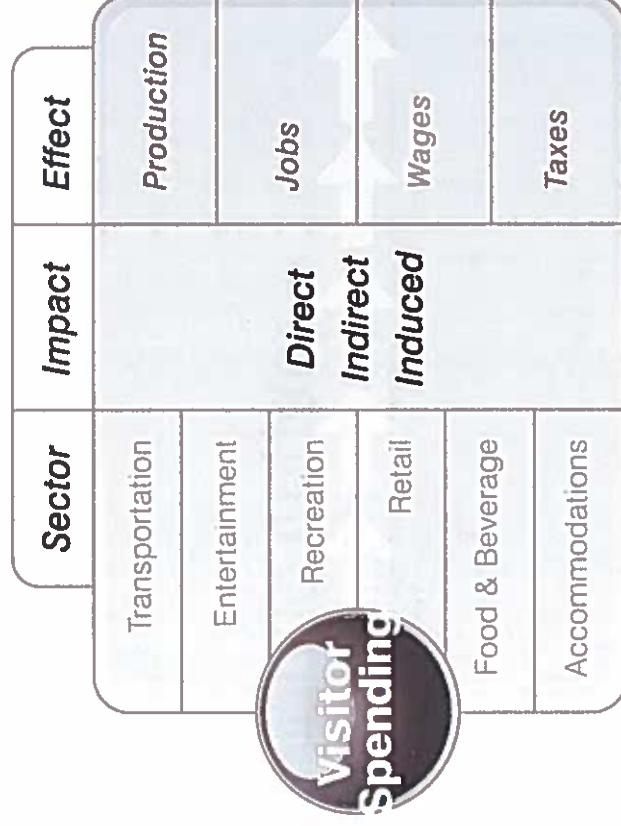 Sector
Impact
Effect
Visitor
Spending
Transportation
Entertainment
Recreation
Retail
Food & Beverage
Accommodations
Direct
Indirect
Induced
Production
Jobs
Wages
Taxes